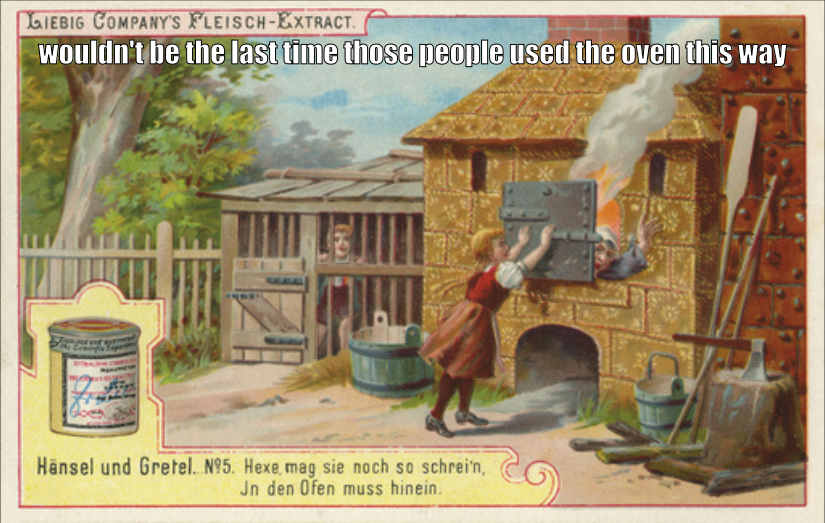 LIEBIG COMPANY'S FLEISCH-EXTRACT.
wouldn't be the last time those people used the oven this way
Hänsel und Gretel. Nº5. Hexe, mag sie noch so schrei'n,
Jn den Ofen muss hinein.